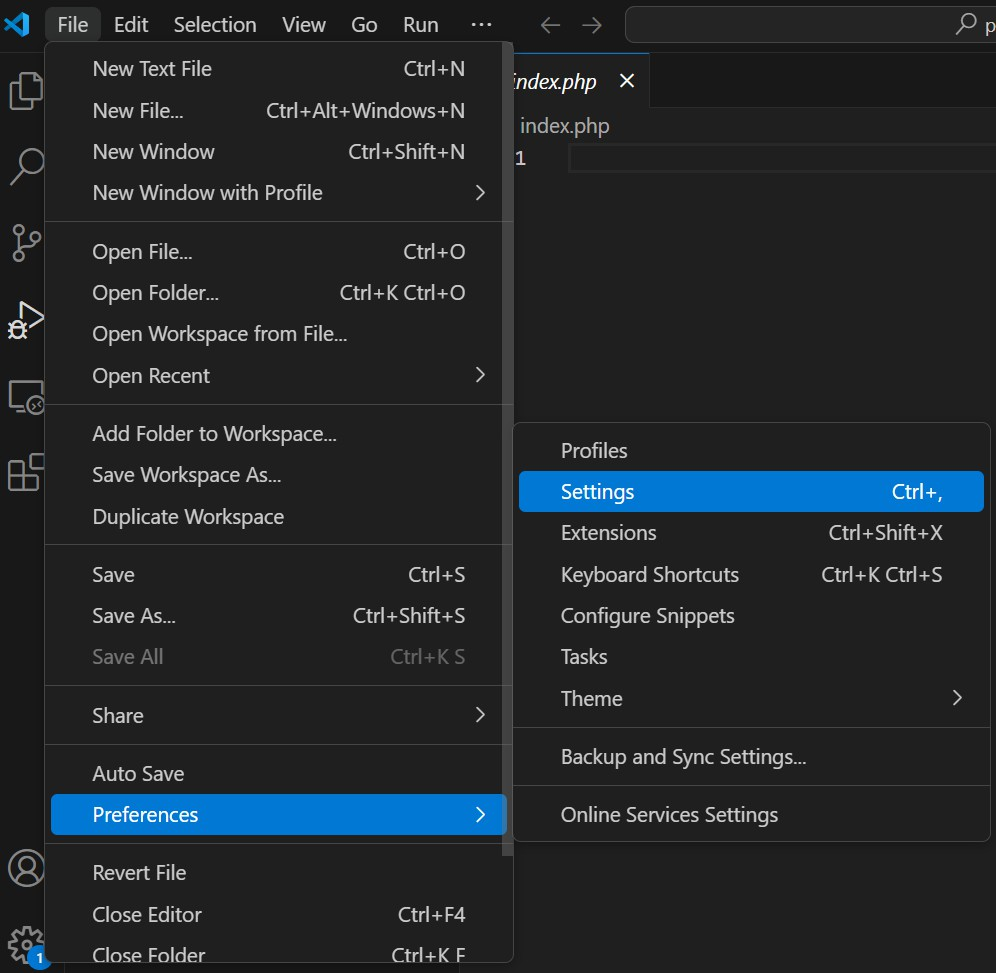 File Edit Selection View Go Run ... p
New Text File Ctrl+N
New File... Ctrl+Alt+Windows+N
New Window Ctrl+Shift+N
New Window with Profile
Open File... Ctrl+O
Open Folder... Ctrl+K Ctrl+O
Open Workspace from File...
Open Recent
Add Folder to Workspace...
Save Workspace As...
Duplicate Workspace
Save Ctrl+S
Save As... Ctrl+Shift+S
Save All Ctrl+K S
Share
Auto Save
Preferences
Revert File
Close Editor Ctrl+F4
Close Folder Ctrl+K F
index.php
index.php
1
Profiles
Settings Ctrl+,
Extensions Ctrl+Shift+X
Keyboard Shortcuts Ctrl+K Ctrl+S
Configure Snippets
Tasks
Theme
Backup and Sync Settings...
Online Services Settings
1